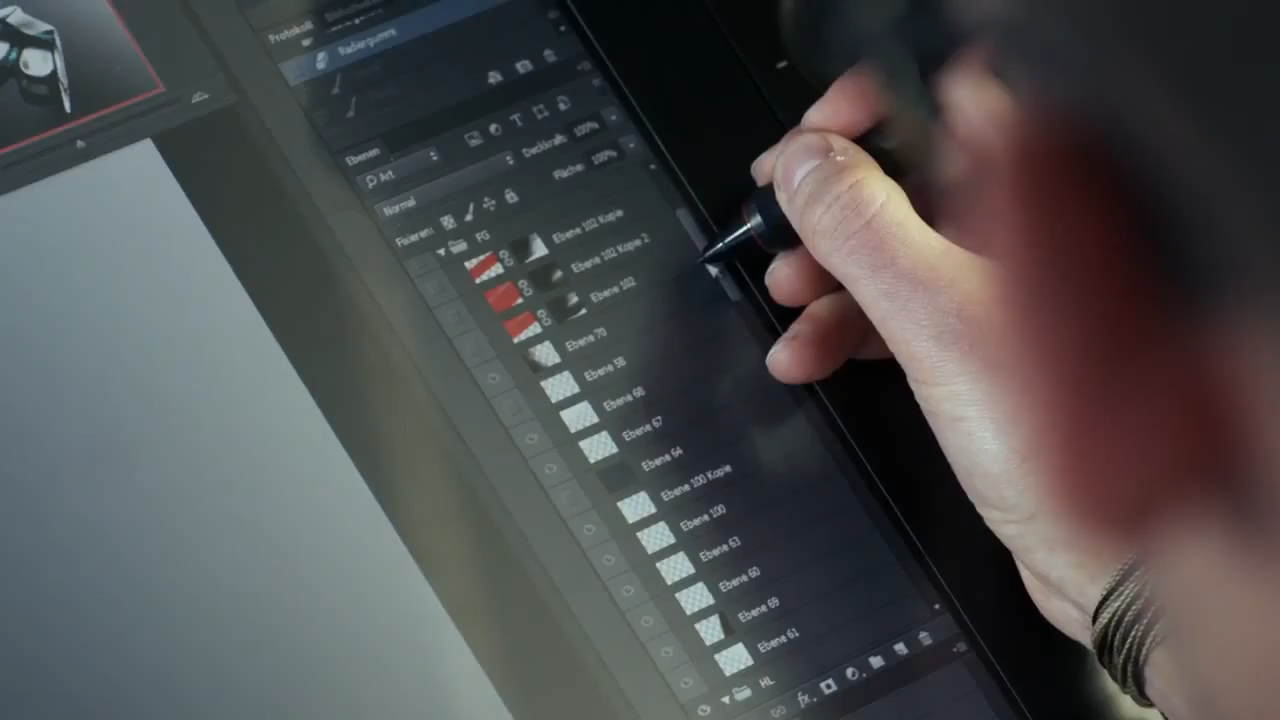 Protokoll
Radiergummi
Ebenen
Art
Normal
Deckkraft: 100%
Fixieren:
Fläche: 100%
FG
Ebene 102 Kopie
Ebene 102 Kopie 2
Ebene 102
Ebene 70
Ebene 58
Ebene 68
Ebene 67
Ebene 64
Ebene 100 Kopie
Ebene 100
Ebene 63
Ebene 60
Ebene 69
Ebene 61
HL
fx